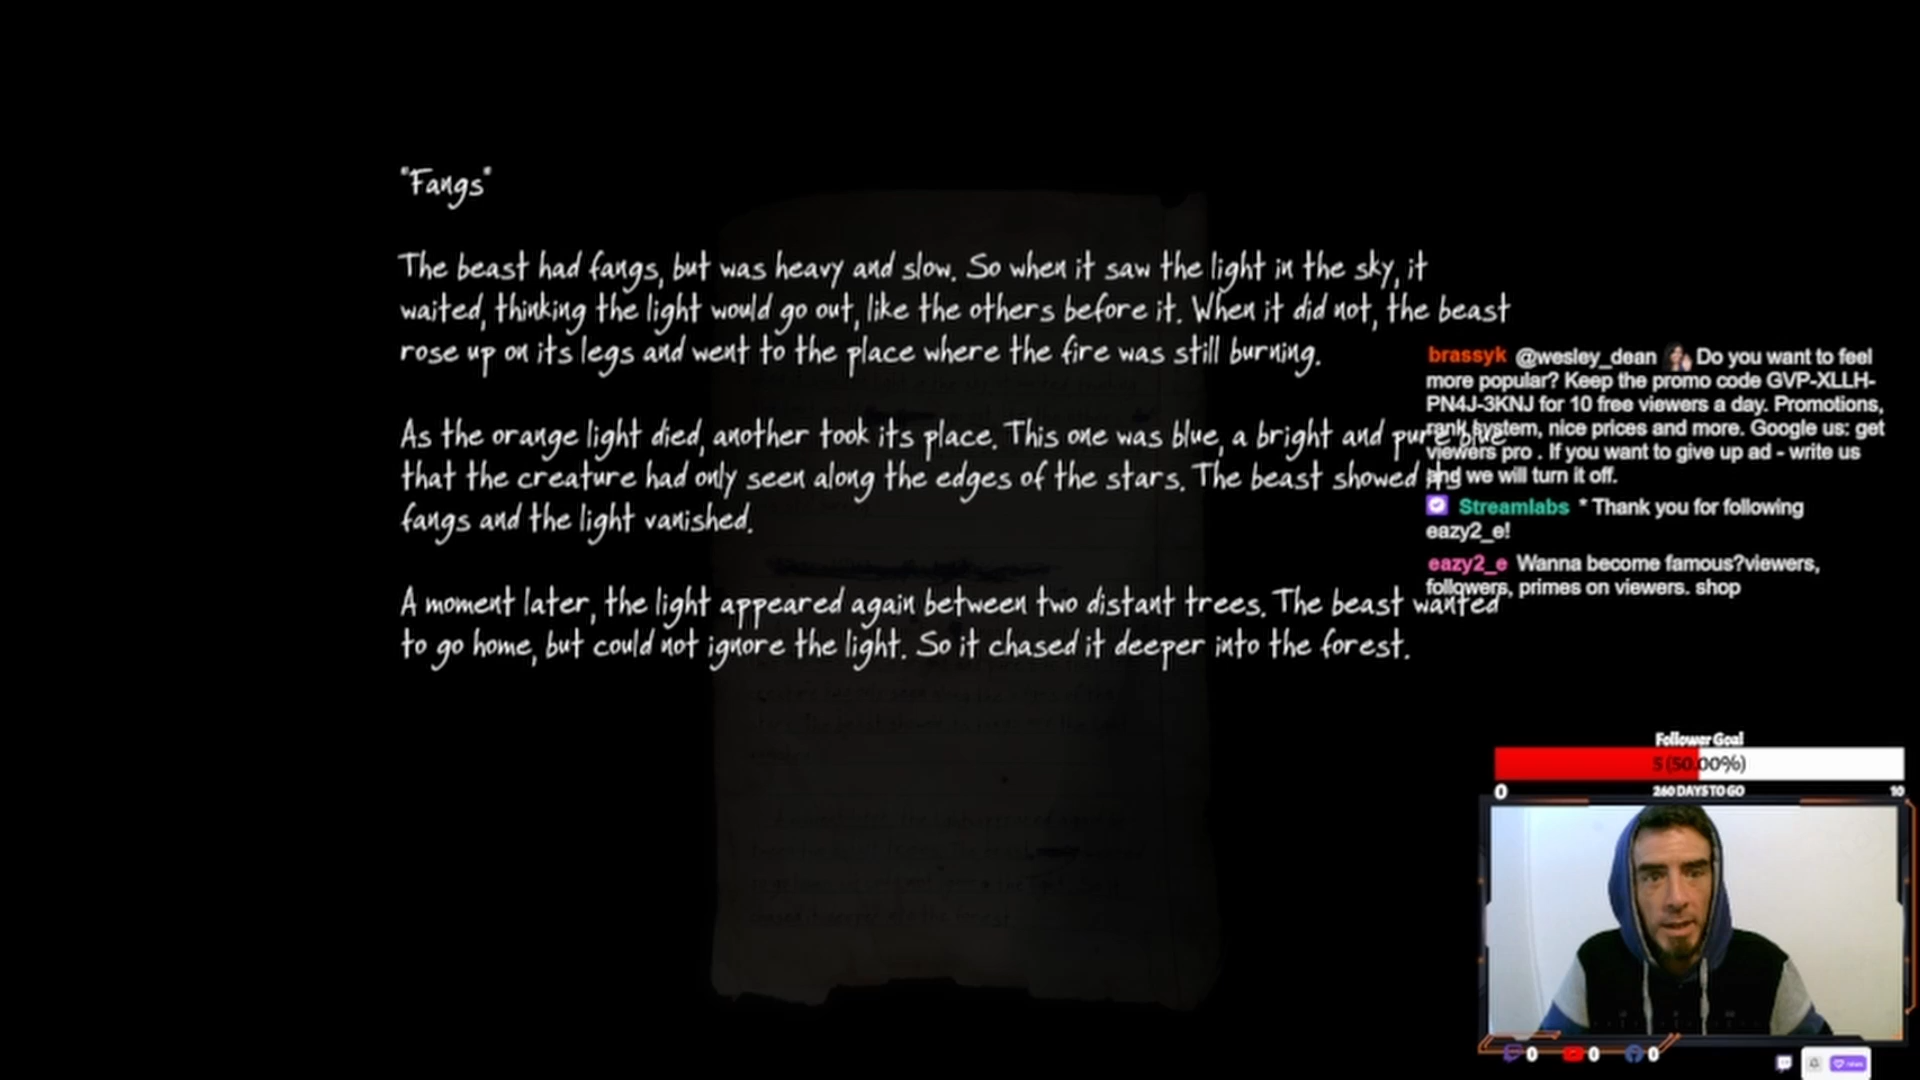 "Fangs"
The beast had fangs, but was heavy and slow. So when it saw the light in the sky, it
waited, thinking the light would go out, like the others before it. When it did not, the beast
rose up on its legs and went to the place where the fire was still burning.
As the orange light died, another took its place. This one was blue, a bright and pure blue
that the creature had only seen along the edges of the stars. The beast showed its
fangs and the light vanished.
A moment later, the light appeared again between two distant trees. The beast wanted
to go home, but could not ignore the light. So it chased it deeper into the forest.
brassyk @wesley_dean Do you want to feel
more popular? Keep the promo code GVP-XLLH-
PN4J-3KNJ for 10 free viewers a day. Promotions,
rank system, nice prices and more. Google us: get
viewers pro . If you want to give up ad - write us
and we will turn it off.
Streamlabs * Thank you for following
eazy2_e!
eazy2_e Wanna become famous?viewers,
followers, primes on viewers. shop
Follower Goal
5 (50.00%)
0 260 DAYS TO GO 10
0 0 0